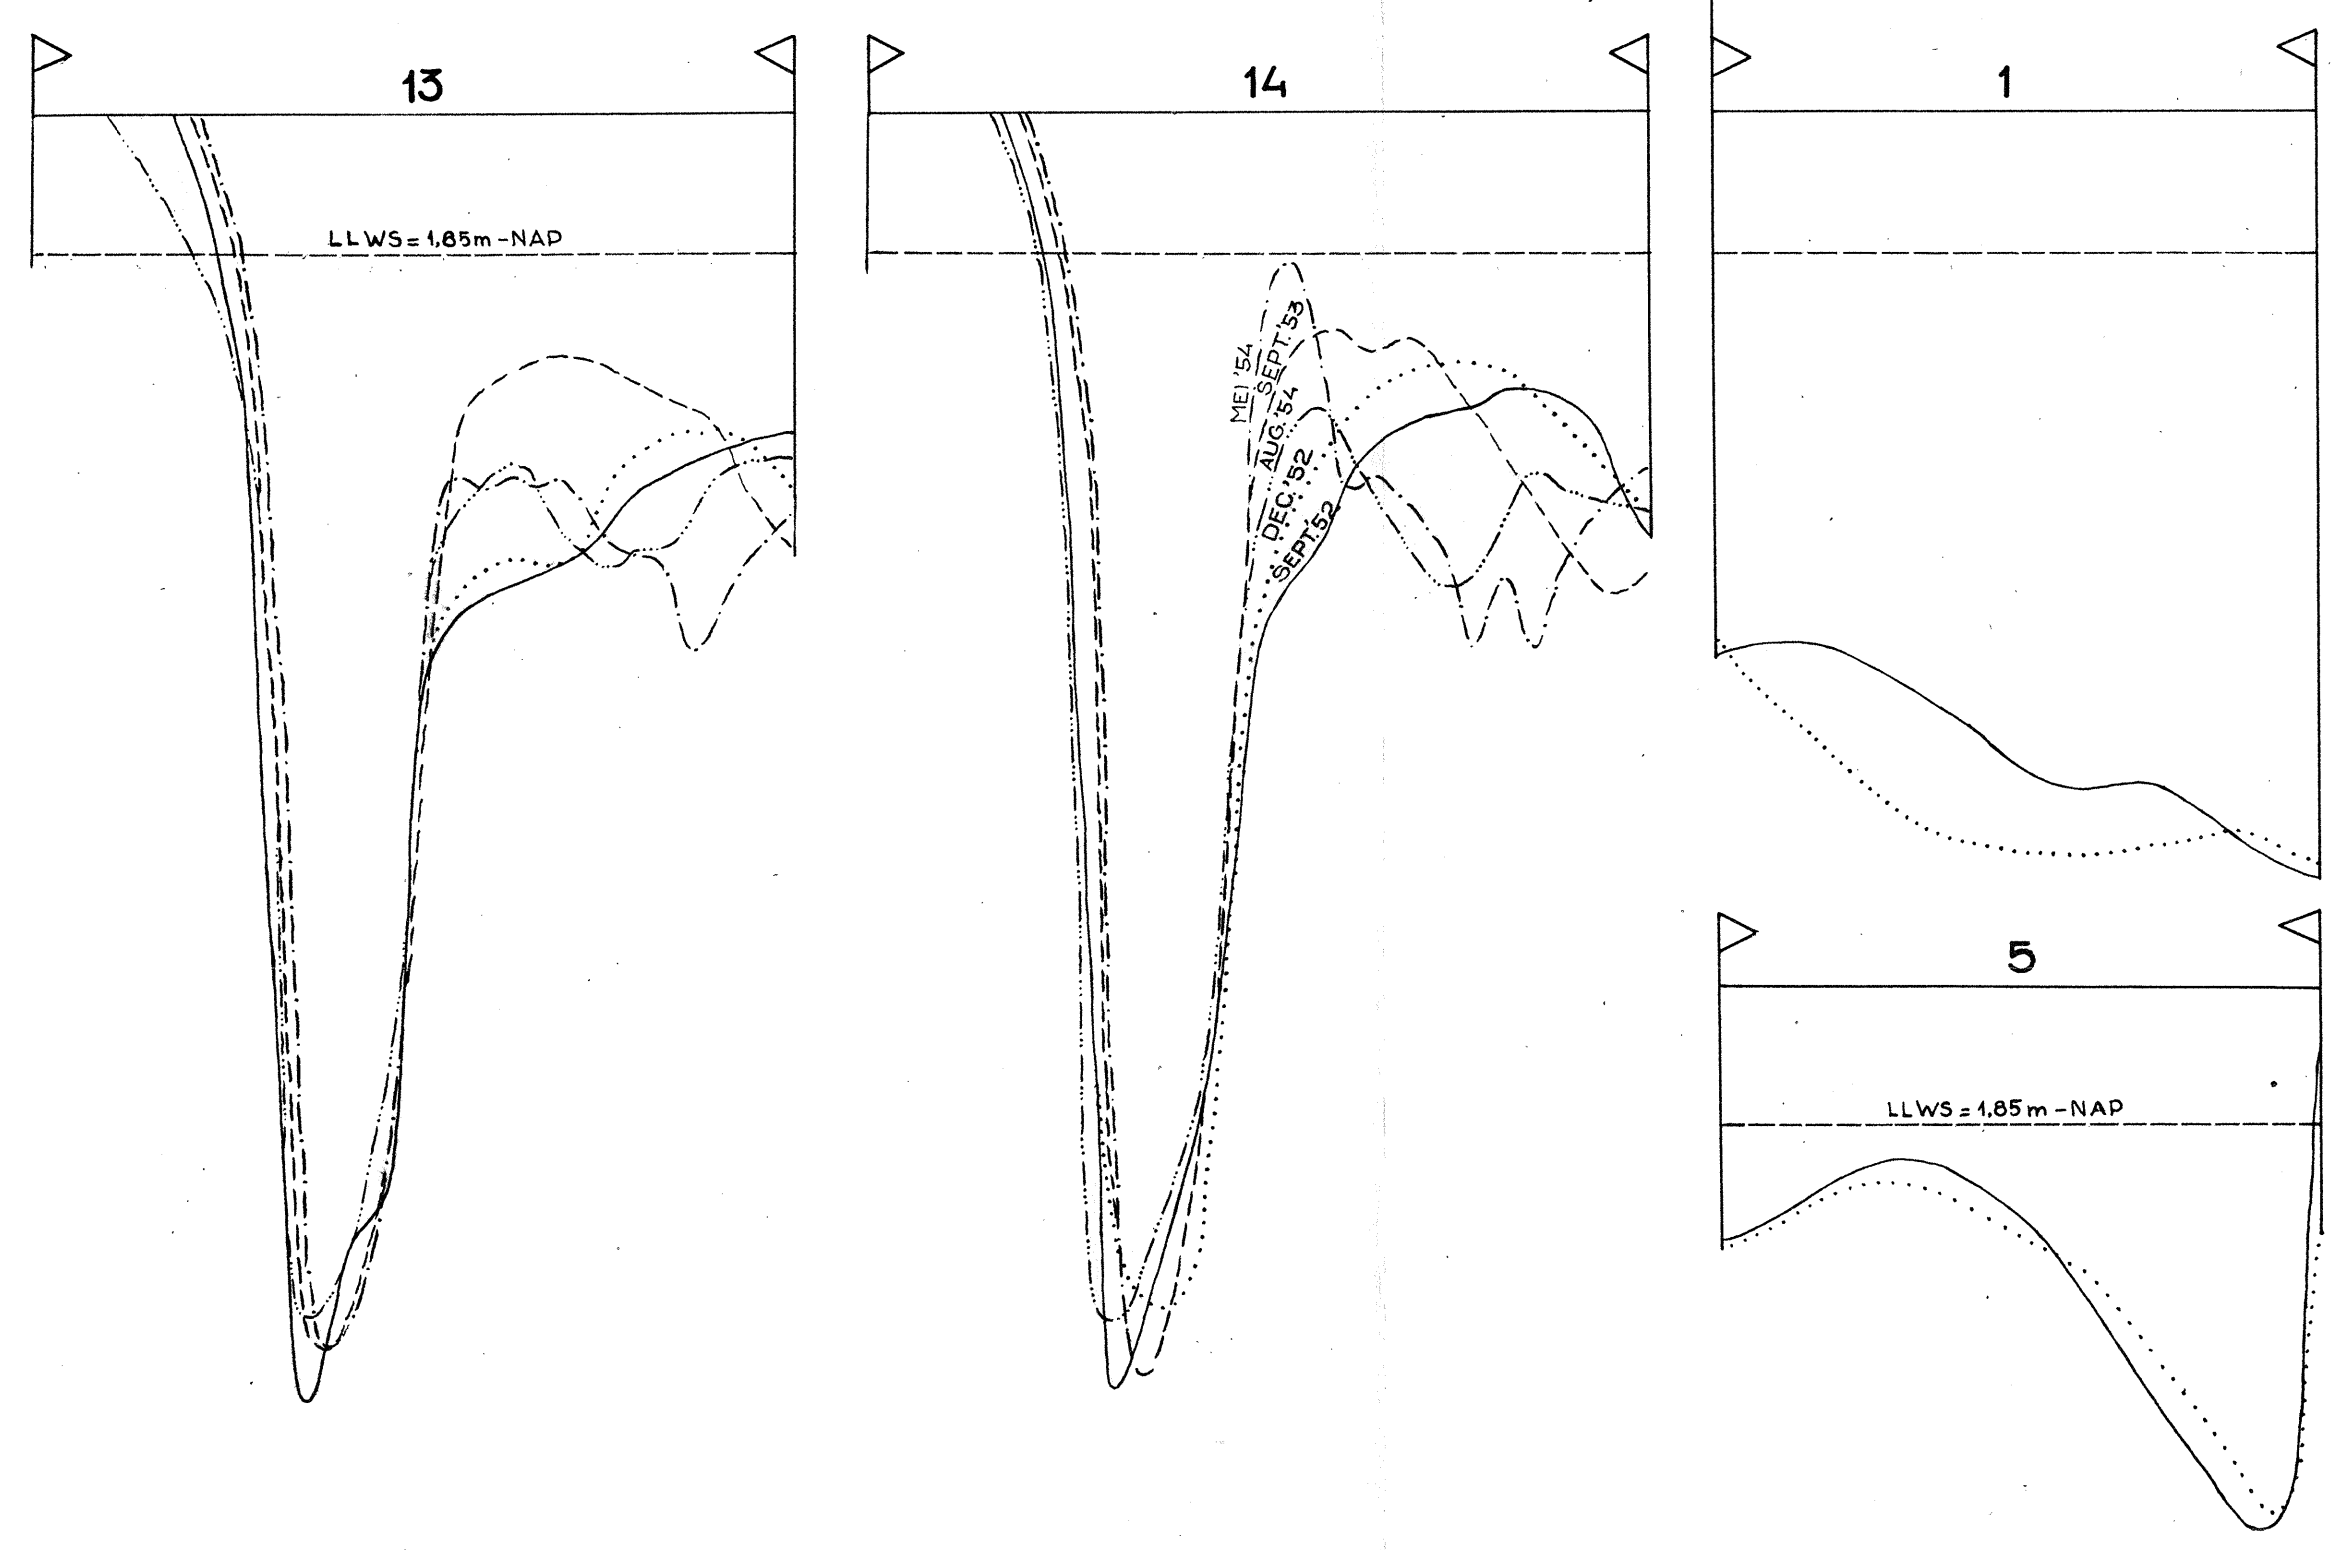 13
14
1
LLWS = 1,85m -NAP
MEI '54
SEPT.'53
AUG.'54
DEC.'52
SEPT.'52
5
LLWS = 1,85m -NAP